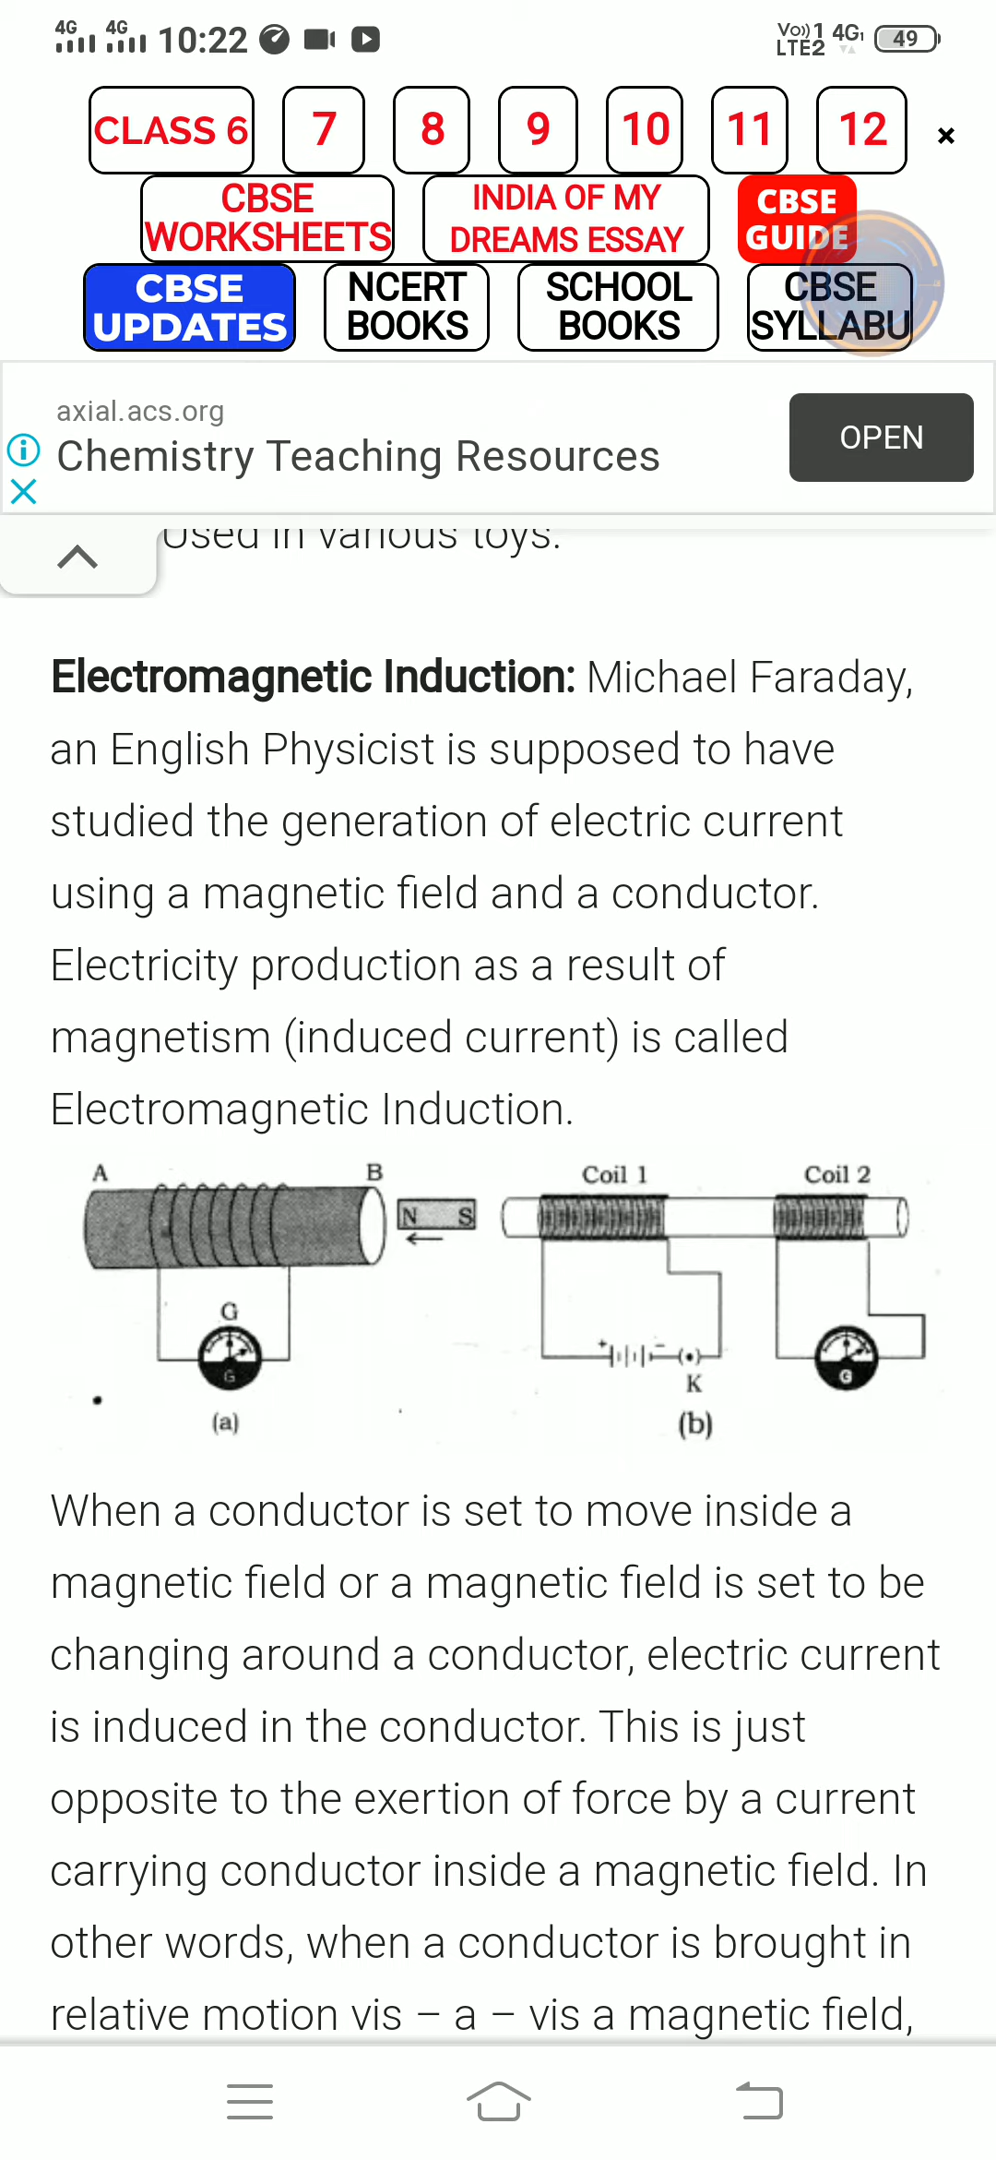 4G 4G 10:22 Vo))1 4G 49
LTE2
CLASS 6 7 8 9 10 11 12 ×
CBSE WORKSHEETS
INDIA OF MY DREAMS ESSAY
CBSE GUIDE
CBSE UPDATES
NCERT BOOKS
SCHOOL BOOKS
CBSE SYLLABU
axial.acs.org
Chemistry Teaching Resources
OPEN
Used in various toys.
Electromagnetic Induction: Michael Faraday,
an English Physicist is supposed to have
studied the generation of electric current
using a magnetic field and a conductor.
Electricity production as a result of
magnetism (induced current) is called
Electromagnetic Induction.
A B Coil 1 Coil 2
N S
G
G G
+ − K
(a) (b)
When a conductor is set to move inside a
magnetic field or a magnetic field is set to be
changing around a conductor, electric current
is induced in the conductor. This is just
opposite to the exertion of force by a current
carrying conductor inside a magnetic field. In
other words, when a conductor is brought in
relative motion vis – a – vis a magnetic field,